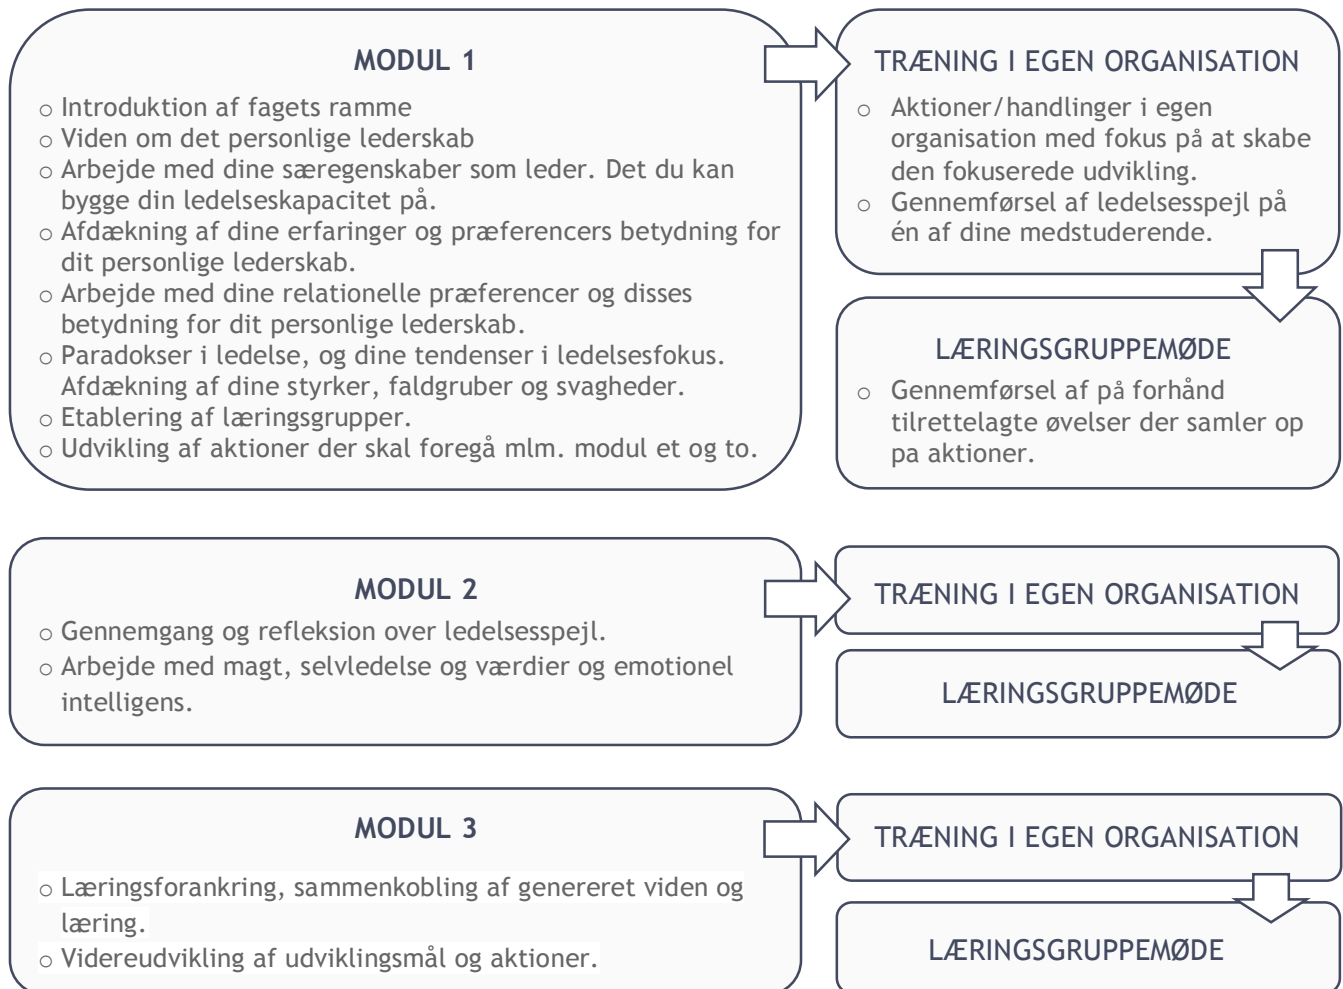 MODUL 1
○ Introduktion af fagets ramme
○ Viden om det personlige lederskab
○ Arbejde med dine særegenskaber som leder. Det du kan
bygge din ledelseskapacitet på.
○ Afdækning af dine erfaringer og præferencers betydning for
dit personlige lederskab.
○ Arbejde med dine relationelle præferencer og disses
betydning for dit personlige lederskab.
○ Paradokser i ledelse, og dine tendenser i ledelsesfokus.
Afdækning af dine styrker, faldgruber og svagheder.
○ Etablering af læringsgrupper.
○ Udvikling af aktioner der skal foregå mlm. modul et og to.
TRÆNING I EGEN ORGANISATION
○ Aktioner/handlinger i egen
organisation med fokus på at skabe
den fokuserede udvikling.
○ Gennemførsel af ledelsesspejl på
én af dine medstuderende.
LÆRINGSGRUPPEMØDE
○ Gennemførsel af på forhånd
tilrettelagte øvelser der samler op
pa aktioner.
MODUL 2
○ Gennemgang og refleksion over ledelsesspejl.
○ Arbejde med magt, selvledelse og værdier og emotionel
intelligens.
TRÆNING I EGEN ORGANISATION
LÆRINGSGRUPPEMØDE
MODUL 3
○ Læringsforankring, sammenkobling af genereret viden og
læring.
○ Videreudvikling af udviklingsmål og aktioner.
TRÆNING I EGEN ORGANISATION
LÆRINGSGRUPPEMØDE